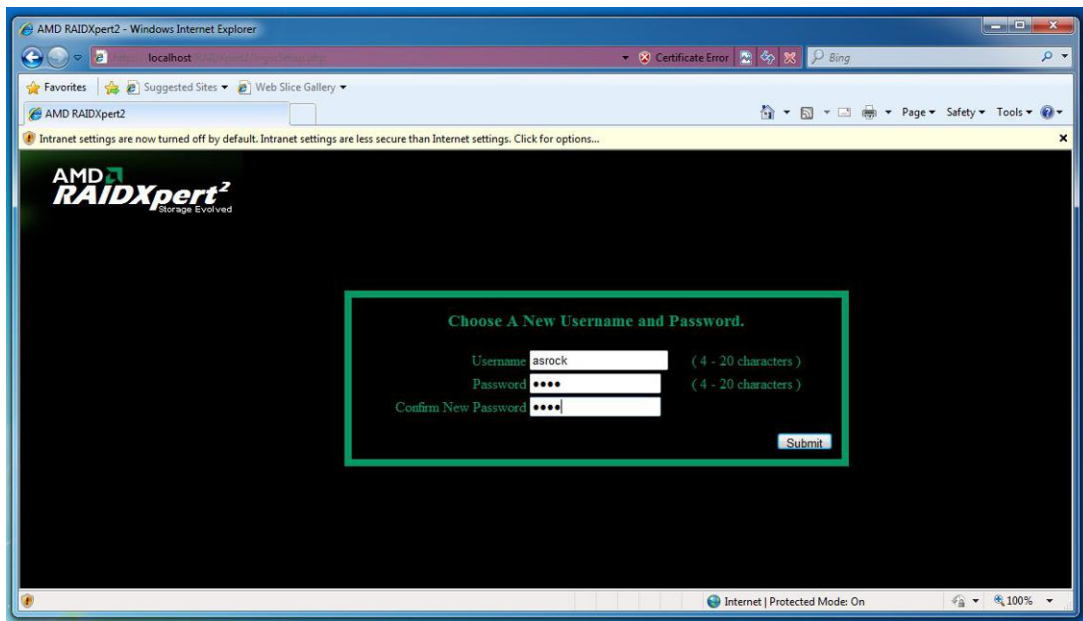 AMD RAIDXpert2 - Windows Internet Explorer
localhost
Certificate Error
Bing
Favorites Suggested Sites Web Slice Gallery
AMD RAIDXpert2
Page Safety Tools
Intranet settings are now turned off by default. Intranet settings are less secure than Internet settings. Click for options...
AMD
RAIDXpert2
Storage Evolved
Choose A New Username and Password.
Username asrock ( 4 - 20 characters )
Password •••• ( 4 - 20 characters )
Confirm New Password ••••
Submit
Internet | Protected Mode: On
100%